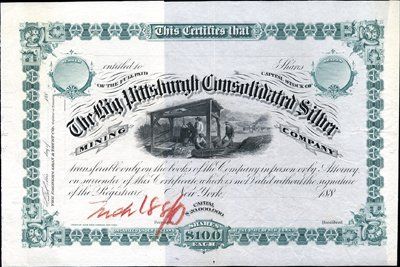 This Certifies that
entitled to Shares
OF THE FULL PAID CAPITAL STOCK OF
The Big Pittsburgh Consolidated Silver
MINING COMPANY
transferable only on the books of the Company in person or by Attorney
on surrender of this Certificate which is not valid without the signature
of the Registrar New York 188
CAPITAL
$20,000,000
President
SHARES
$100
EACH